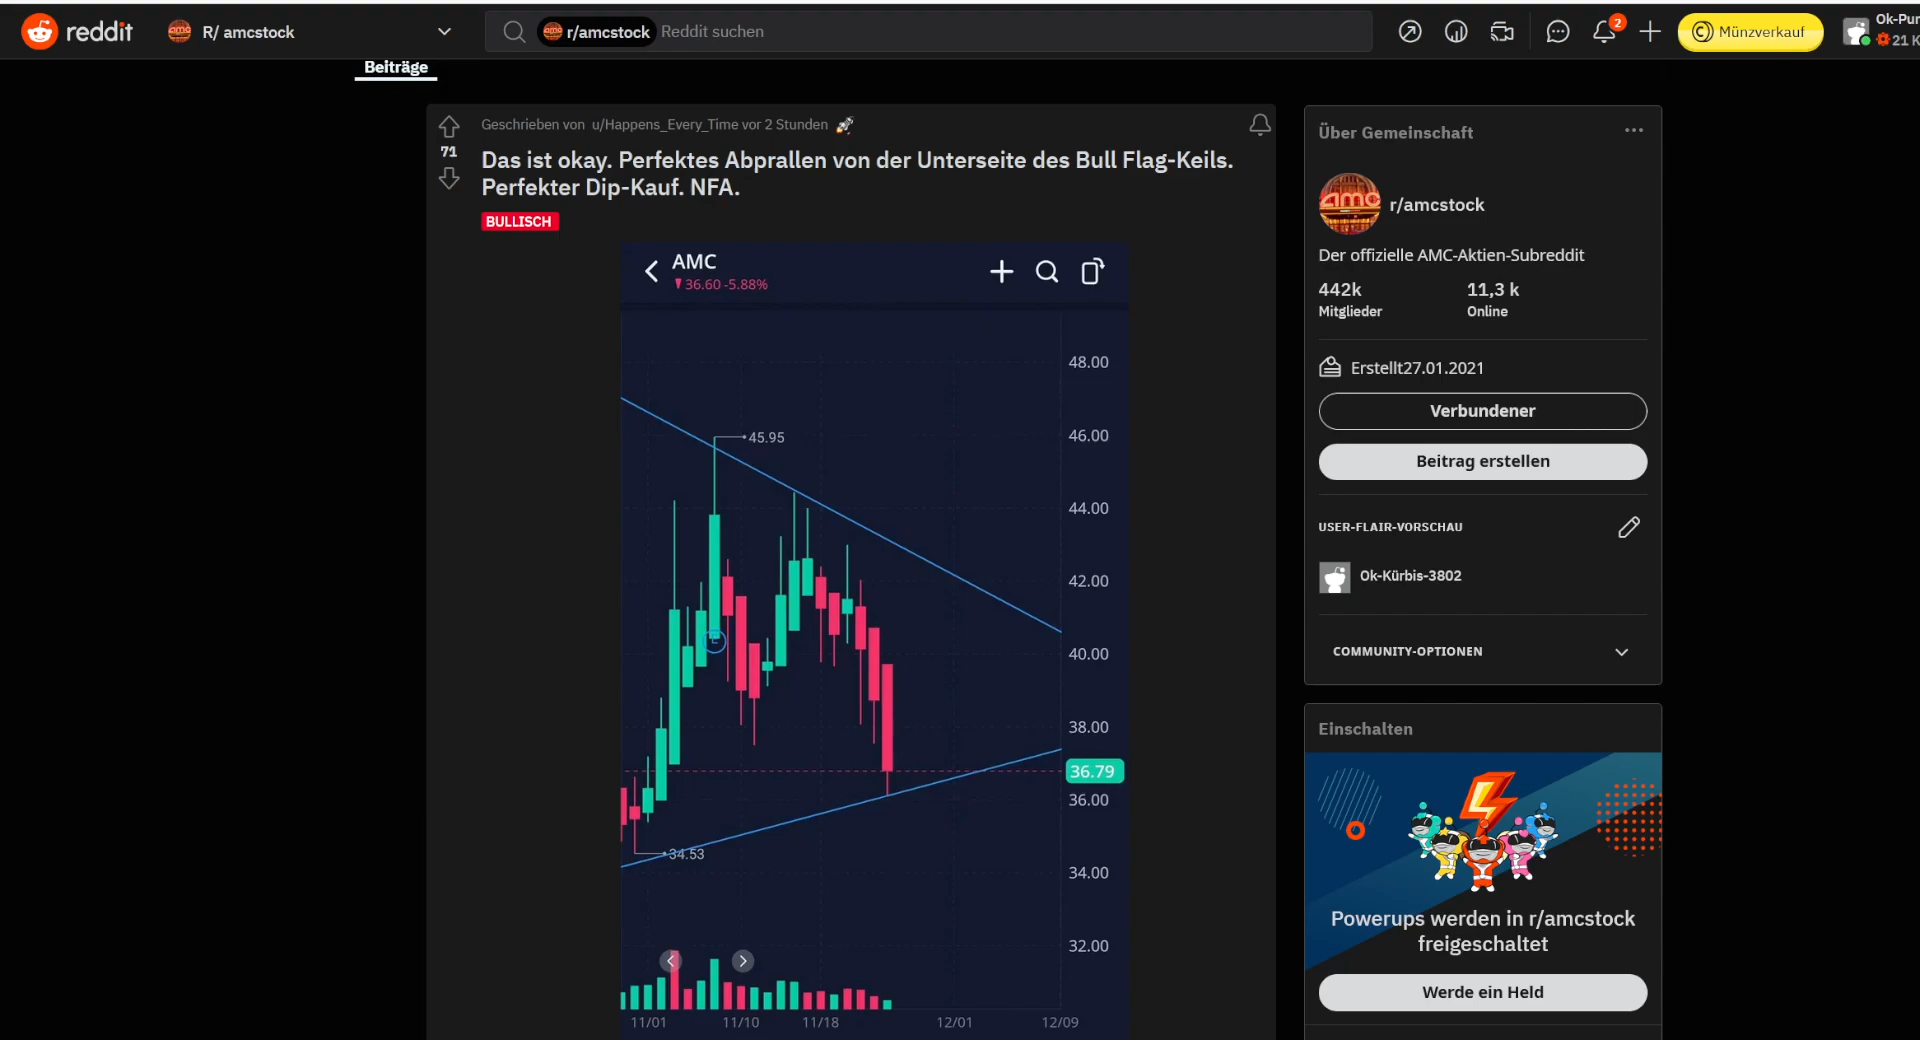 reddit
R/ amcstock
r/amcstock
Reddit suchen
2
Münzverkauf
Ok-Pur
21 K
Beiträge
71
Geschrieben von u/Happens_Every_Time vor 2 Stunden
Das ist okay. Perfektes Abprallen von der Unterseite des Bull Flag-Keils.
Perfekter Dip-Kauf. NFA.
BULLISCH
AMC
36.60 -5.88%
48.00
45.95
46.00
44.00
42.00
40.00
38.00
36.79
36.00
34.53
34.00
32.00
11/01
11/10
11/18
12/01
12/09
Über Gemeinschaft
amc
r/amcstock
Der offizielle AMC-Aktien-Subreddit
442k
11,3 k
Mitglieder
Online
Erstellt27.01.2021
Verbundener
Beitrag erstellen
USER-FLAIR-VORSCHAU
Ok-Kürbis-3802
COMMUNITY-OPTIONEN
Einschalten
Powerups werden in r/amcstock
freigeschaltet
Werde ein Held